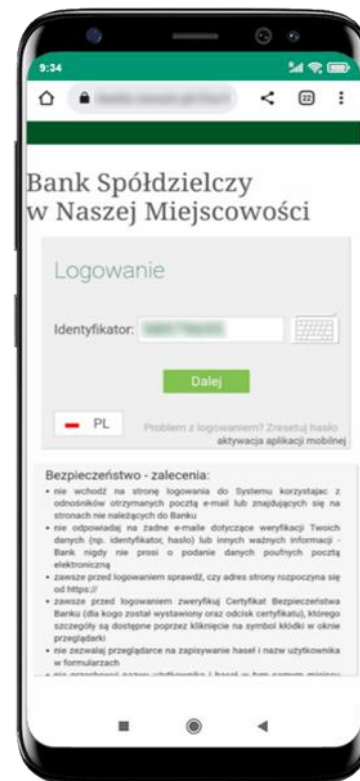 9:34
22
Bank Spółdzielczy
w Naszej Miejscowości
Logowanie
Identyfikator:
Dalej
PL
Problem z logowaniem? Zresetuj hasło
aktywacja aplikacji mobilnej
Bezpieczeństwo - zalecenia:
• nie wchodź na stronę logowania do Systemu korzystając z
odnośników otrzymanych pocztą e-mail lub znajdujących się na
stronach nie należących do Banku
• nie odpowiadaj na żadne e-maile dotyczące weryfikacji Twoich
danych (np. identyfikator, hasło) lub innych ważnych informacji -
Bank nigdy nie prosi o podanie danych poufnych pocztą
elektroniczną
• zawsze przed logowaniem sprawdź, czy adres strony rozpoczyna się
od https://
• zawsze przed logowaniem zweryfikuj Certyfikat Bezpieczeństwa
Banku (dla kogo został wystawiony oraz odcisk certyfikatu), którego
szczegóły są dostępne poprzez kliknięcie na symbol kłódki w oknie
przeglądarki
• nie zezwalaj przeglądarce na zapisywanie haseł i nazw użytkownika
w formularzach